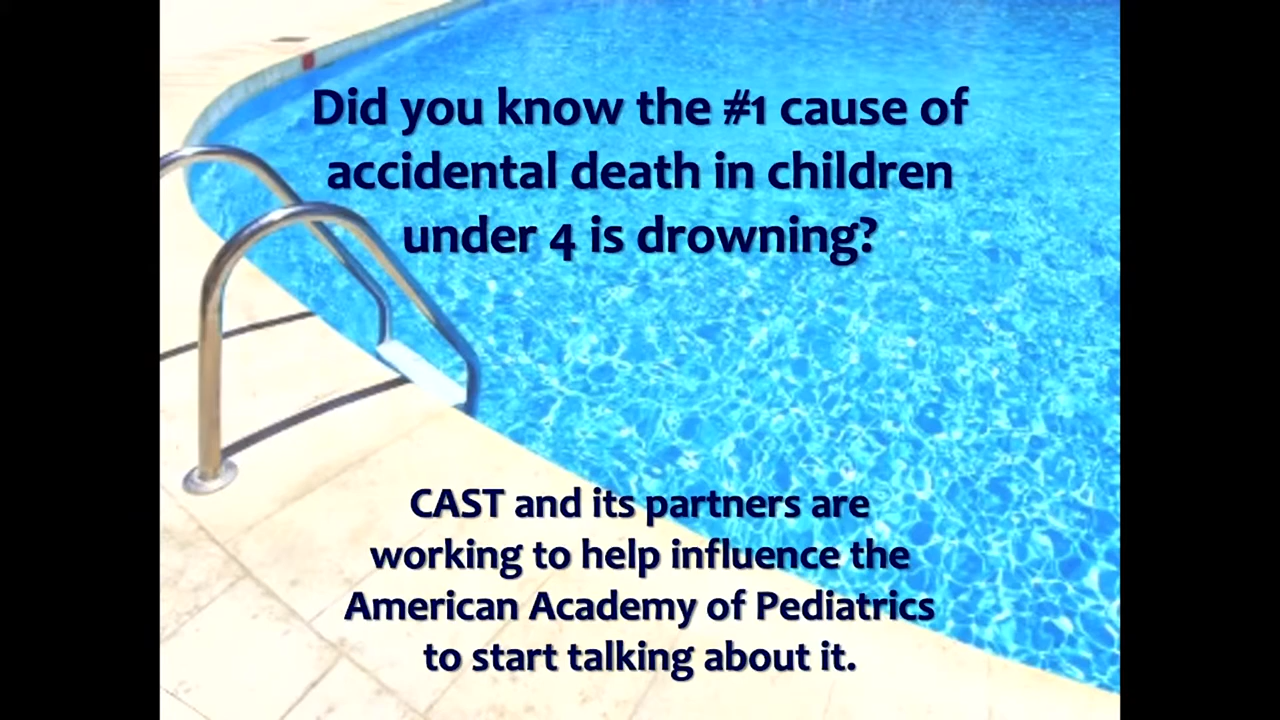 Did you know the #1 cause of
accidental death in children
under 4 is drowning?
CAST and its partners are
working to help influence the
American Academy of Pediatrics
to start talking about it.